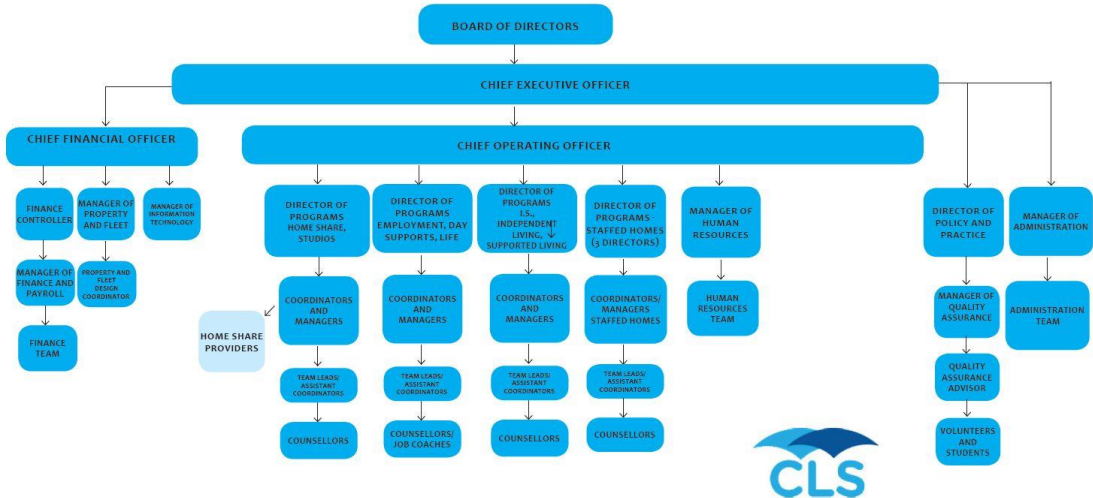 BOARD OF DIRECTORS
CHIEF EXECUTIVE OFFICER
CHIEF FINANCIAL OFFICER
CHIEF OPERATING OFFICER
FINANCE
CONTROLLER
MANAGER OF
PROPERTY
AND FLEET
MANAGER OF
INFORMATION
TECHNOLOGY
DIRECTOR OF
PROGRAMS
HOME SHARE,
STUDIOS
DIRECTOR OF
PROGRAMS
EMPLOYMENT, DAY
SUPPORTS, LIFE
DIRECTOR OF
PROGRAMS
I.S.,
INDEPENDENT
LIVING,
SUPPORTED LIVING
DIRECTOR OF
PROGRAMS
STAFFED HOMES
(3 DIRECTORS)
MANAGER OF
HUMAN
RESOURCES
DIRECTOR OF
POLICY AND
PRACTICE
MANAGER OF
ADMINISTRATION
MANAGER OF
FINANCE AND
PAYROLL
PROPERTY AND
FLEET
DESIGN
COORDINATOR
COORDINATORS
AND
MANAGERS
COORDINATORS
AND
MANAGERS
COORDINATORS
AND
MANAGERS
COORDINATORS/
MANAGERS
STAFFED HOMES
HUMAN
RESOURCES
TEAM
MANAGER OF
QUALITY
ASSURANCE
ADMINISTRATION
TEAM
FINANCE
TEAM
HOME SHARE
PROVIDERS
TEAM LEADS/
ASSISTANT
COORDINATORS
TEAM LEADS/
ASSISTANT
COORDINATORS
TEAM LEADS/
ASSISTANT
COORDINATORS
TEAM LEADS/
ASSISTANT
COORDINATORS
QUALITY
ASSURANCE
ADVISOR
COUNSELLORS
COUNSELLORS/
JOB COACHES
COUNSELLORS
COUNSELLORS
VOLUNTEERS
AND
STUDENTS
CLS